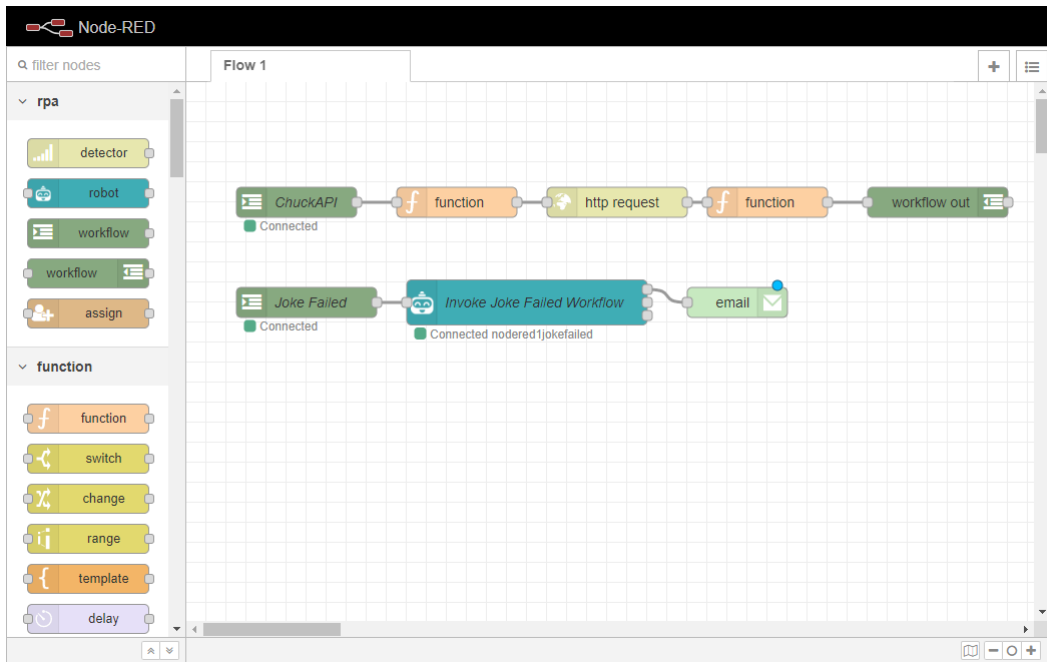 Node-RED
filter nodes
Flow 1
rpa
detector
robot
workflow
workflow
assign
function
function
switch
change
range
template
delay
ChuckAPI
function
http request
function
workflow out
Connected
Joke Failed
Invoke Joke Failed Workflow
email
Connected
Connected nodered1jokefailed